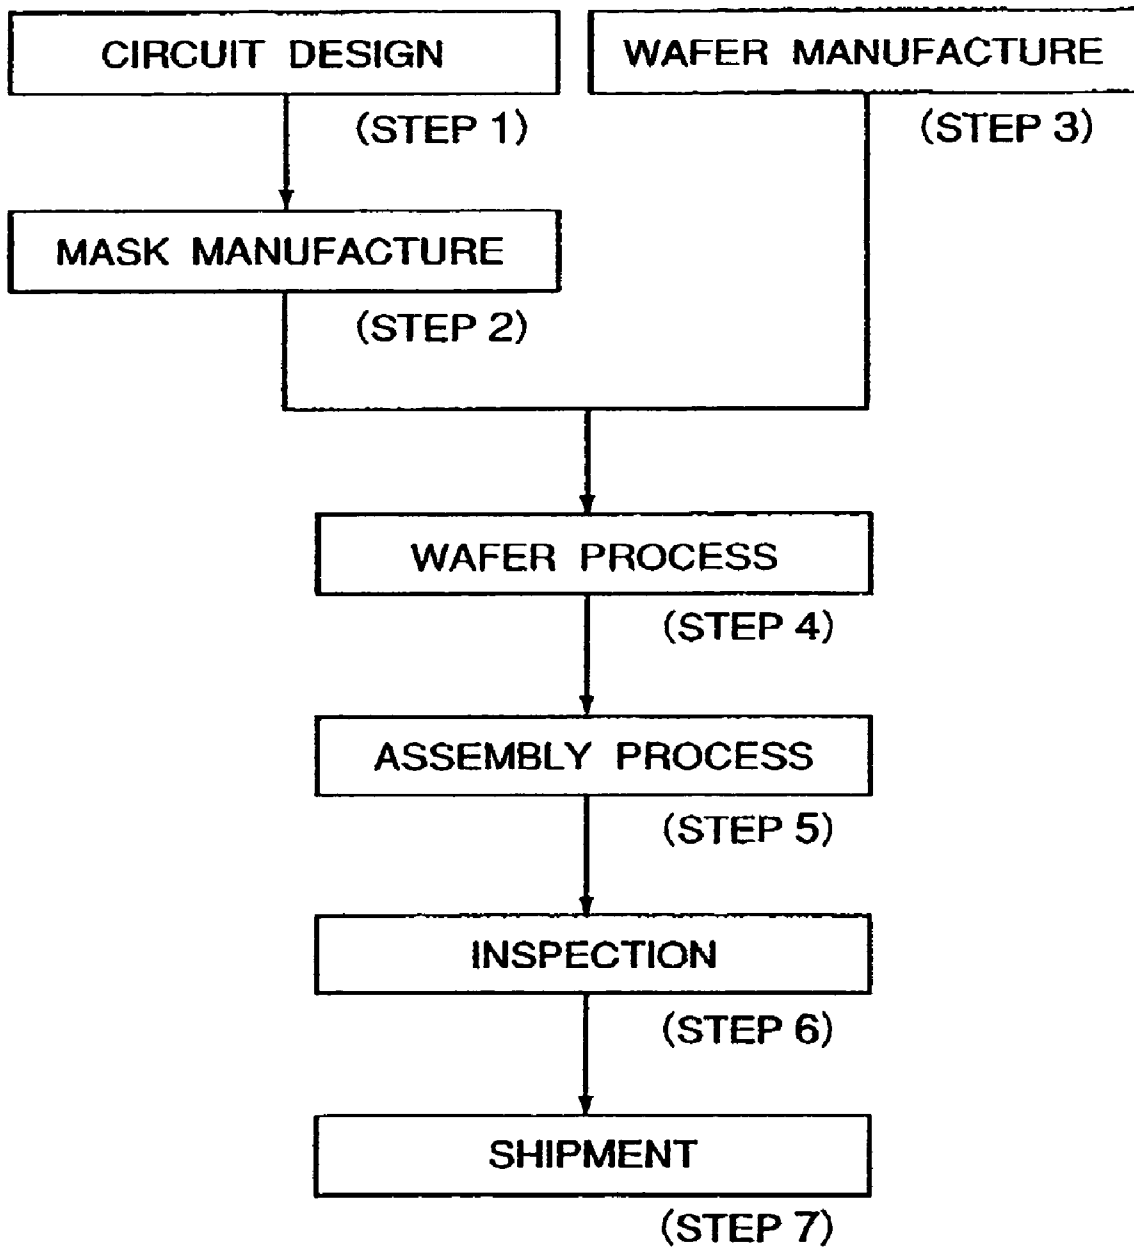 CIRCUIT DESIGN
(STEP 1)
MASK MANUFACTURE
(STEP 2)
WAFER MANUFACTURE
(STEP 3)
WAFER PROCESS
(STEP 4)
ASSEMBLY PROCESS
(STEP 5)
INSPECTION
(STEP 6)
SHIPMENT
(STEP 7)